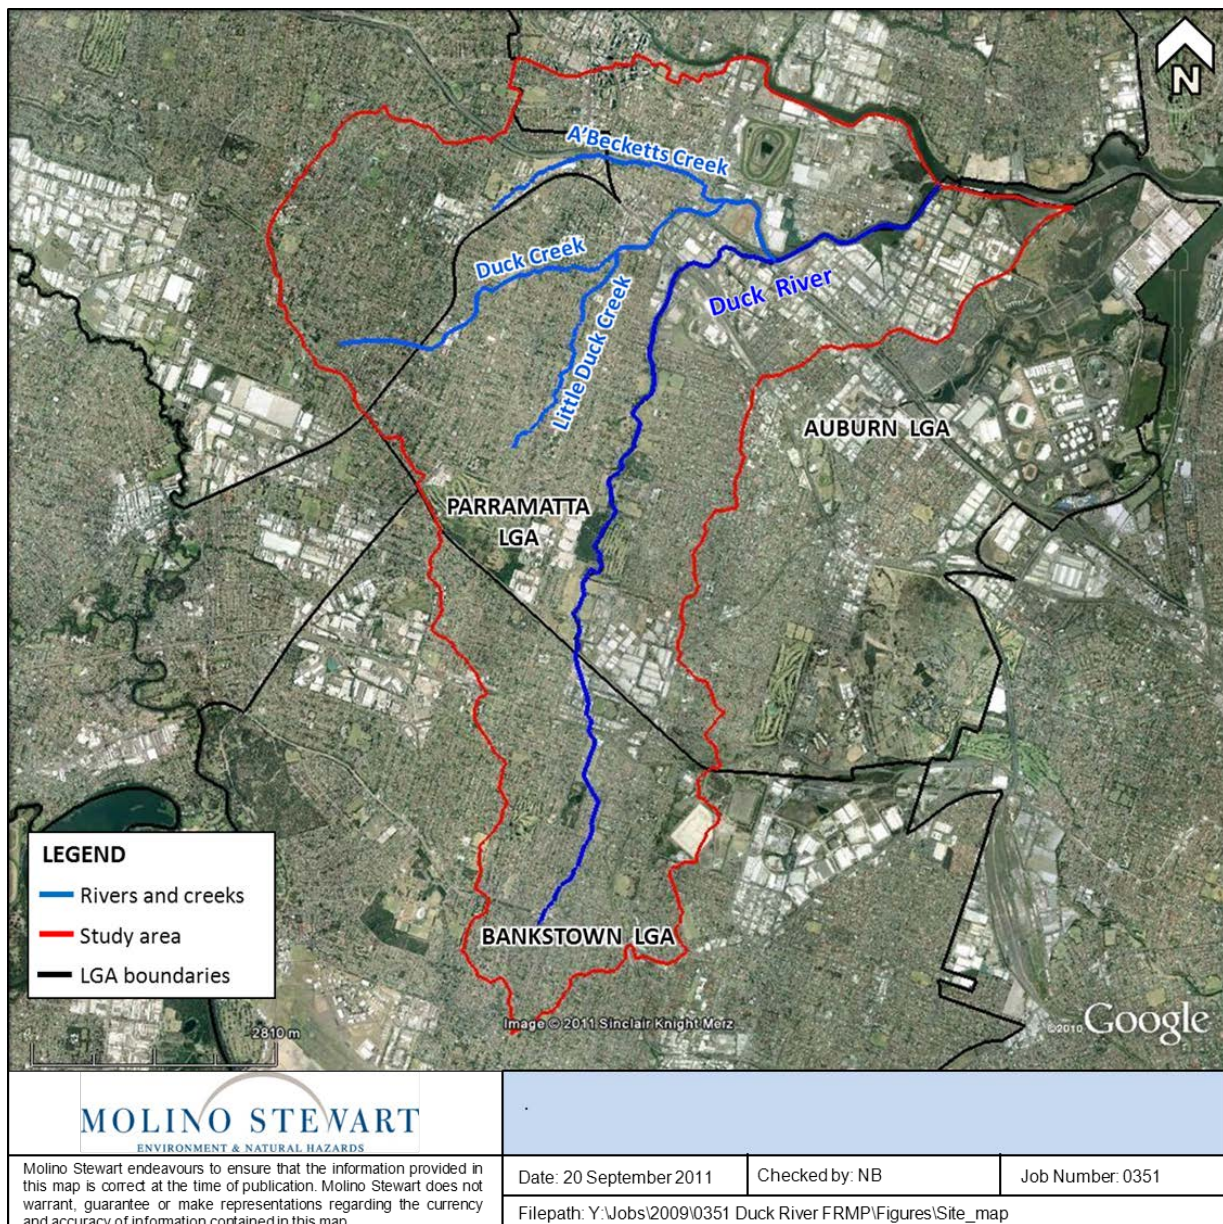 N
A'Becketts Creek
Duck Creek
Little Duck Creek
Duck River
AUBURN LGA
PARRAMATTA
LGA
BANKSTOWN LGA
LEGEND
Rivers and creeks
Study area
LGA boundaries
2810 m
Image © 2011 Sinclair Knight Merz
©2010 Google
MOLINO STEWART
ENVIRONMENT & NATURAL HAZARDS
Molino Stewart endeavours to ensure that the information provided in
this map is correct at the time of publication. Molino Stewart does not
warrant, guarantee or make representations regarding the currency
and accuracy of information contained in this map.
Date: 20 September 2011
Checked by: NB
Job Number: 0351
Filepath: Y:\Jobs\2009\0351 Duck River FRMP\Figures\Site_map